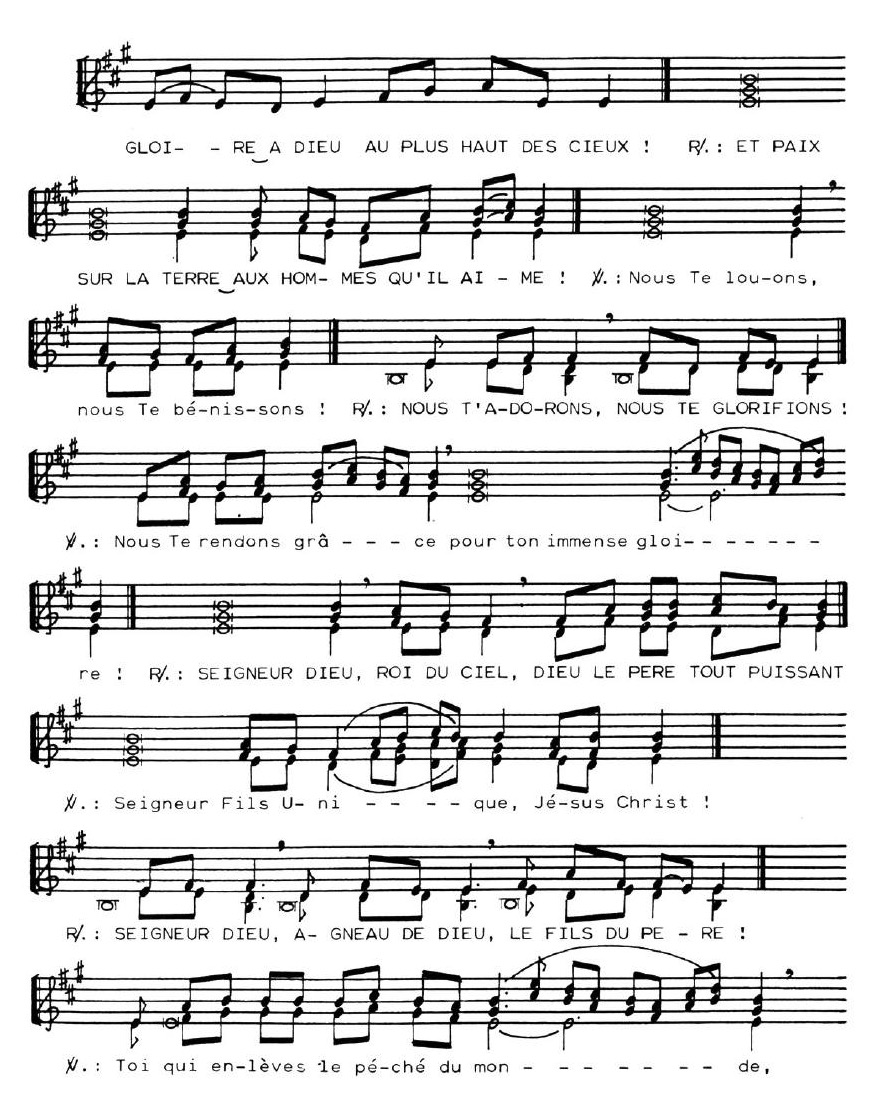 GLOI- - RE‿A DIEU AU PLUS HAUT DES CIEUX ! R/.: ET PAIX
SUR LA TERRE‿AUX HOM- MES QU'IL AI - ME ! V/.: Nous Te lou-ons,
nous Te bé-nis-sons ! R/.: NOUS T'A-DO-RONS, NOUS TE GLORIFIONS !
V/.: Nous Te rendons grâ - - - ce pour ton immense gloi- - - - - - -
re ! R/.: SEIGNEUR DIEU, ROI DU CIEL, DIEU LE PERE TOUT PUISSANT
V/.: Seigneur Fils U- ni - - - - que, Jé-sus Christ !
R/.: SEIGNEUR DIEU, A- GNEAU DE DIEU, LE FILS DU PE - RE !
V/.: Toi qui en-lèves le pé-ché du mon - - - - - - - de,